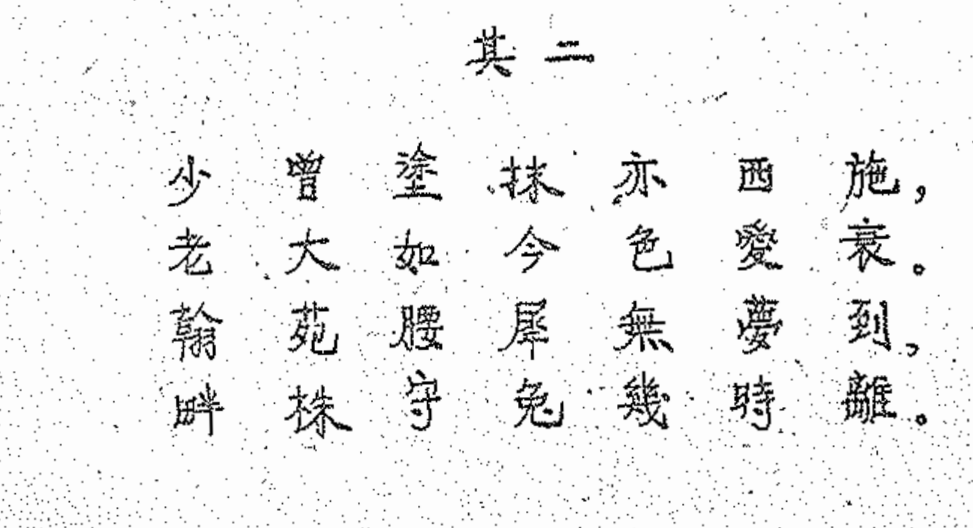 其二
少曾塗抹亦西施，
老大如今色愛衰。
翰苑腰犀無夢到，
畔株守兔幾時離。